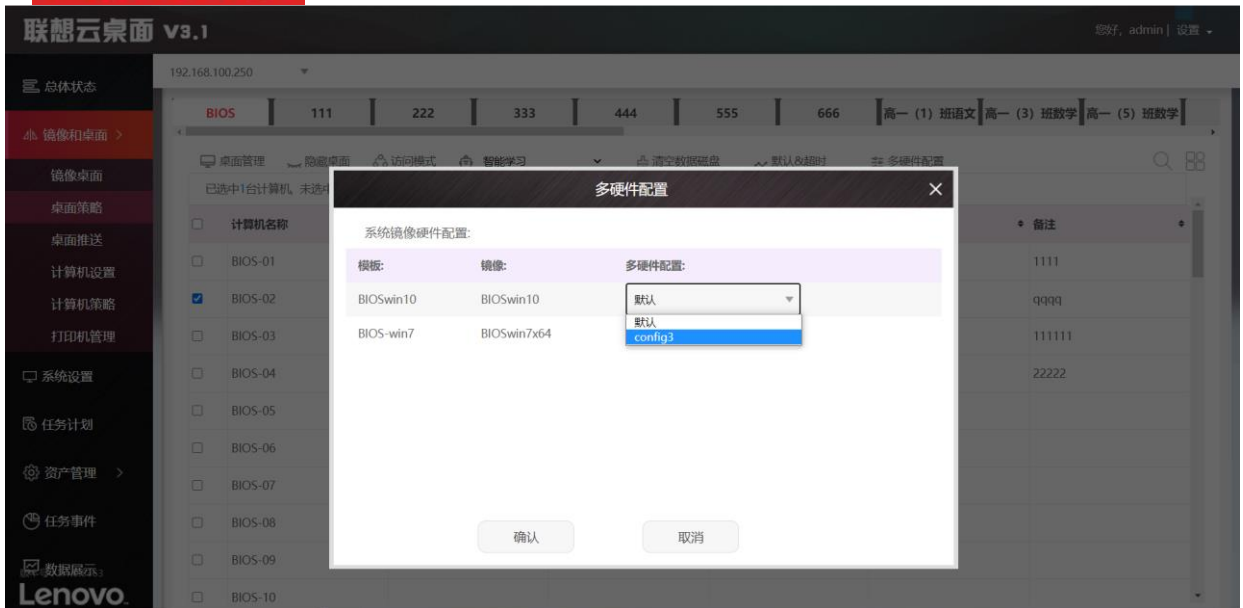 联想云桌面 V3.1
您好，admin | 设置
192.168.100.250
总体状态
镜像和桌面 >
镜像桌面
桌面策略
桌面推送
计算机设置
计算机策略
打印机管理
系统设置
任务计划
资产管理 >
任务事件
数据展示
Lenovo
BIOS 111 222 333 444 555 666 高一（1）班语文 高一（3）班数学 高一（5）班数学
桌面管理 隐藏桌面 访问模式 智能学习 清空数据磁盘 默认&超时 多硬件配置
已选中1台计算机, 未选中
计算机名称 备注
BIOS-01 1111
BIOS-02 qqqq
BIOS-03 111111
BIOS-04 22222
BIOS-05
BIOS-06
BIOS-07
BIOS-08
BIOS-09
BIOS-10
多硬件配置 ×
系统镜像硬件配置:
模板: 镜像: 多硬件配置:
BIOSwin10 BIOSwin10 默认
默认
config3
BIOS-win7 BIOSwin7x64
确认 取消